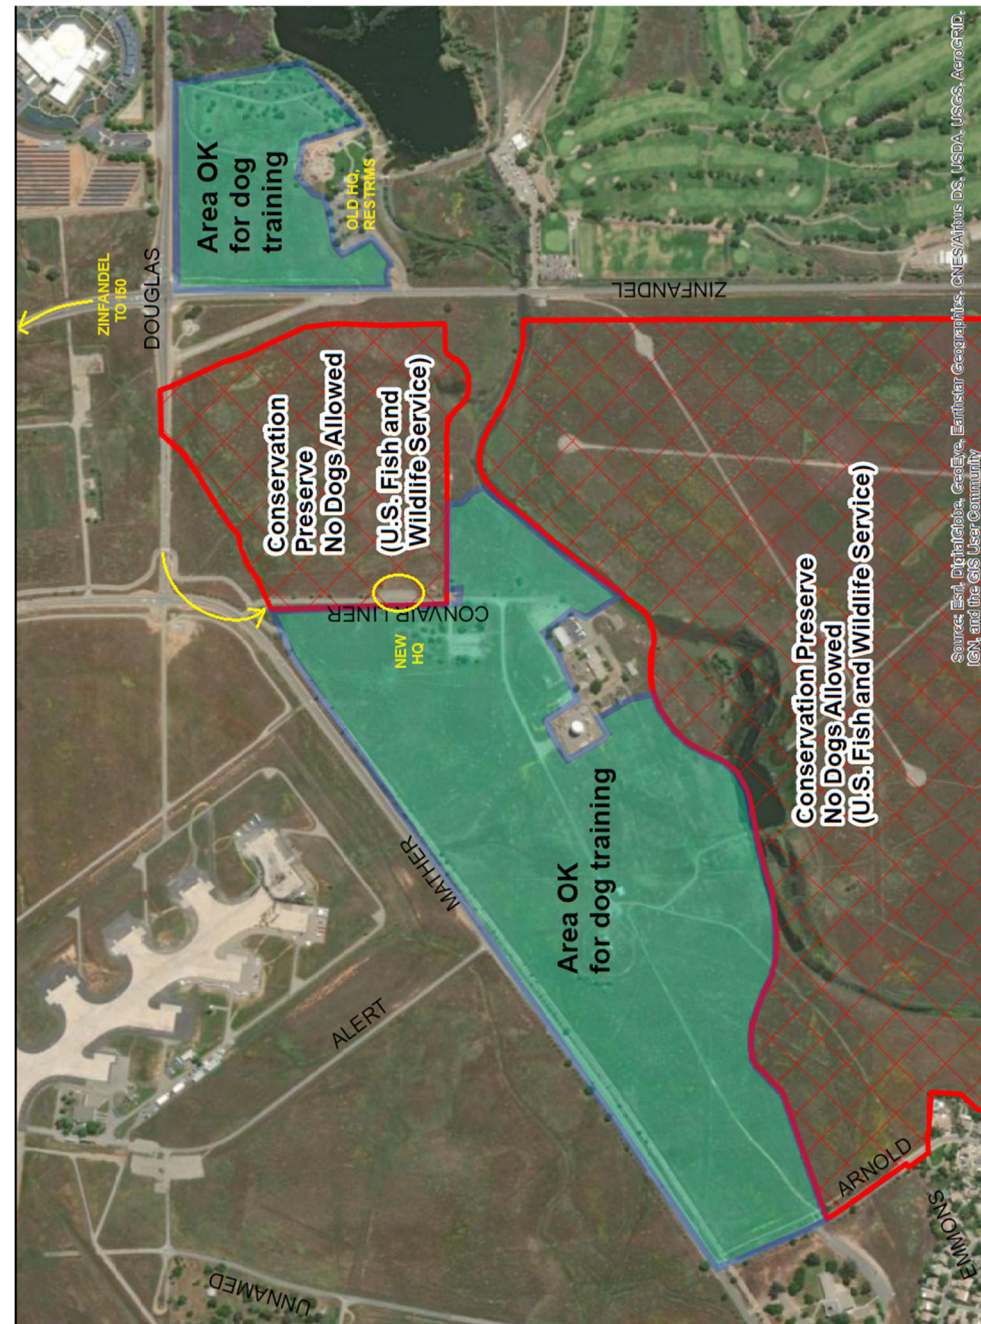 ZINFANDEL
TO I50
DOUGLAS
Area OK
for dog
training
OLD HQ,
RESTRMS
ZINFANDEL
Conservation
Preserve
No Dogs Allowed
(U.S. Fish and
Wildlife Service)
CONVAIR LINER
NEW
HQ
MATHER
ALERT
Area OK
for dog training
Conservation Preserve
No Dogs Allowed
(U.S. Fish and Wildlife Service)
ARNOLD
EMMONS
UNNAMED
Source: Esri, DigitalGlobe, GeoEye, Earthstar Geographics, CNES/Airbus DS, USDA, USGS, AeroGRID,
IGN, and the GIS User Community